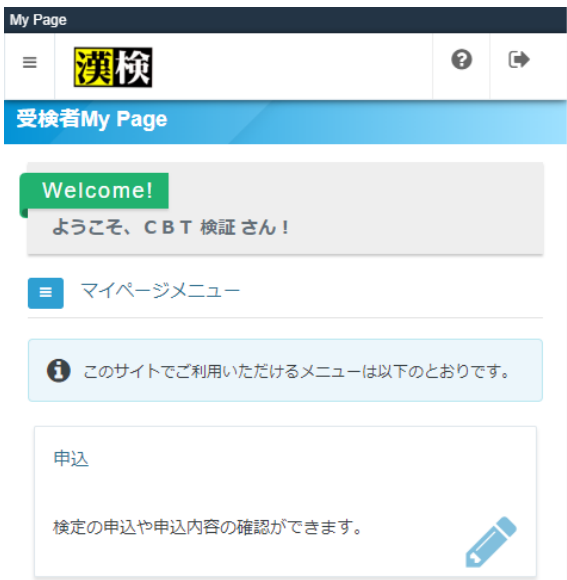 My Page
漢検
受検者My Page
Welcome!
ようこそ、ＣＢＴ 検証 さん！
マイページメニュー
このサイトでご利用いただけるメニューは以下のとおりです。
申込
検定の申込や申込内容の確認ができます。